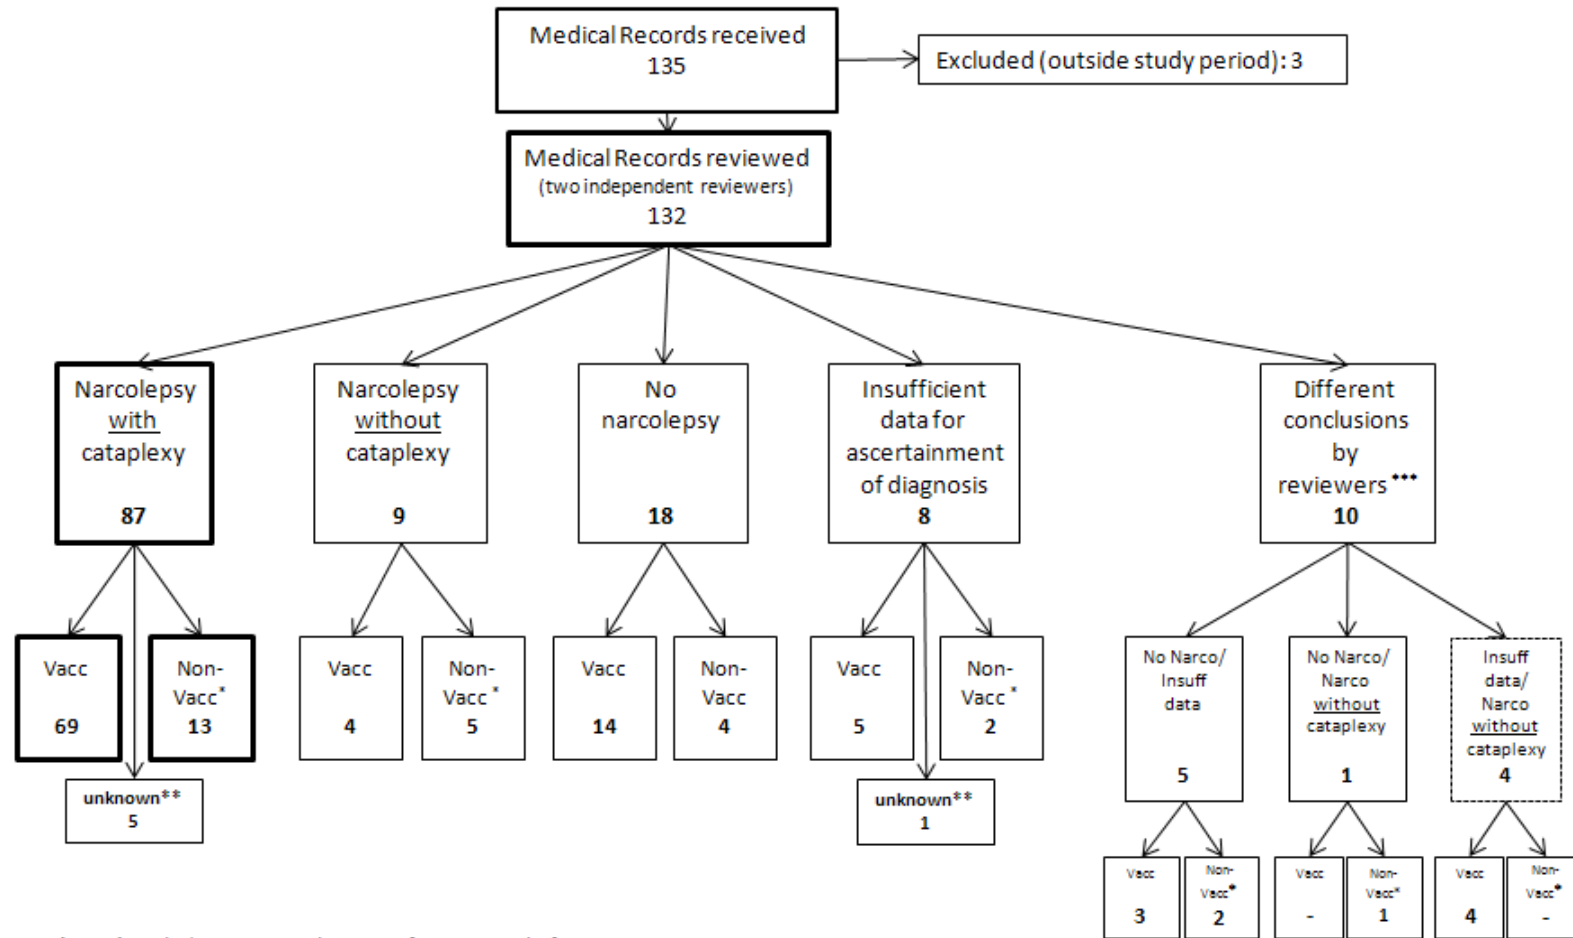 Medical Records received
135
Excluded (outside study period): 3
Medical Records reviewed
(two independent reviewers)
132
Narcolepsy
with
cataplexy
87
Narcolepsy
without
cataplexy
9
No
narcolepsy
18
Insufficient
data for
ascertainment
of diagnosis
8
Different
conclusions
by
reviewers ***
10
Vacc
69
Non-
Vacc*
13
unknown**
5
Vacc
4
Non-
Vacc*
5
Vacc
14
Non-
Vacc
4
Vacc
5
Non-
Vacc*
2
unknown**
1
No Narco/
Insuff
data
5
No Narco/
Narco
without
cataplexy
1
Insuff
data/
Narco
without
cataplexy
4
Vacc
3
Non-
Vacc*
2
Vacc
-
Non-
Vacc*
1
Vacc
4
Non-
Vacc*
-